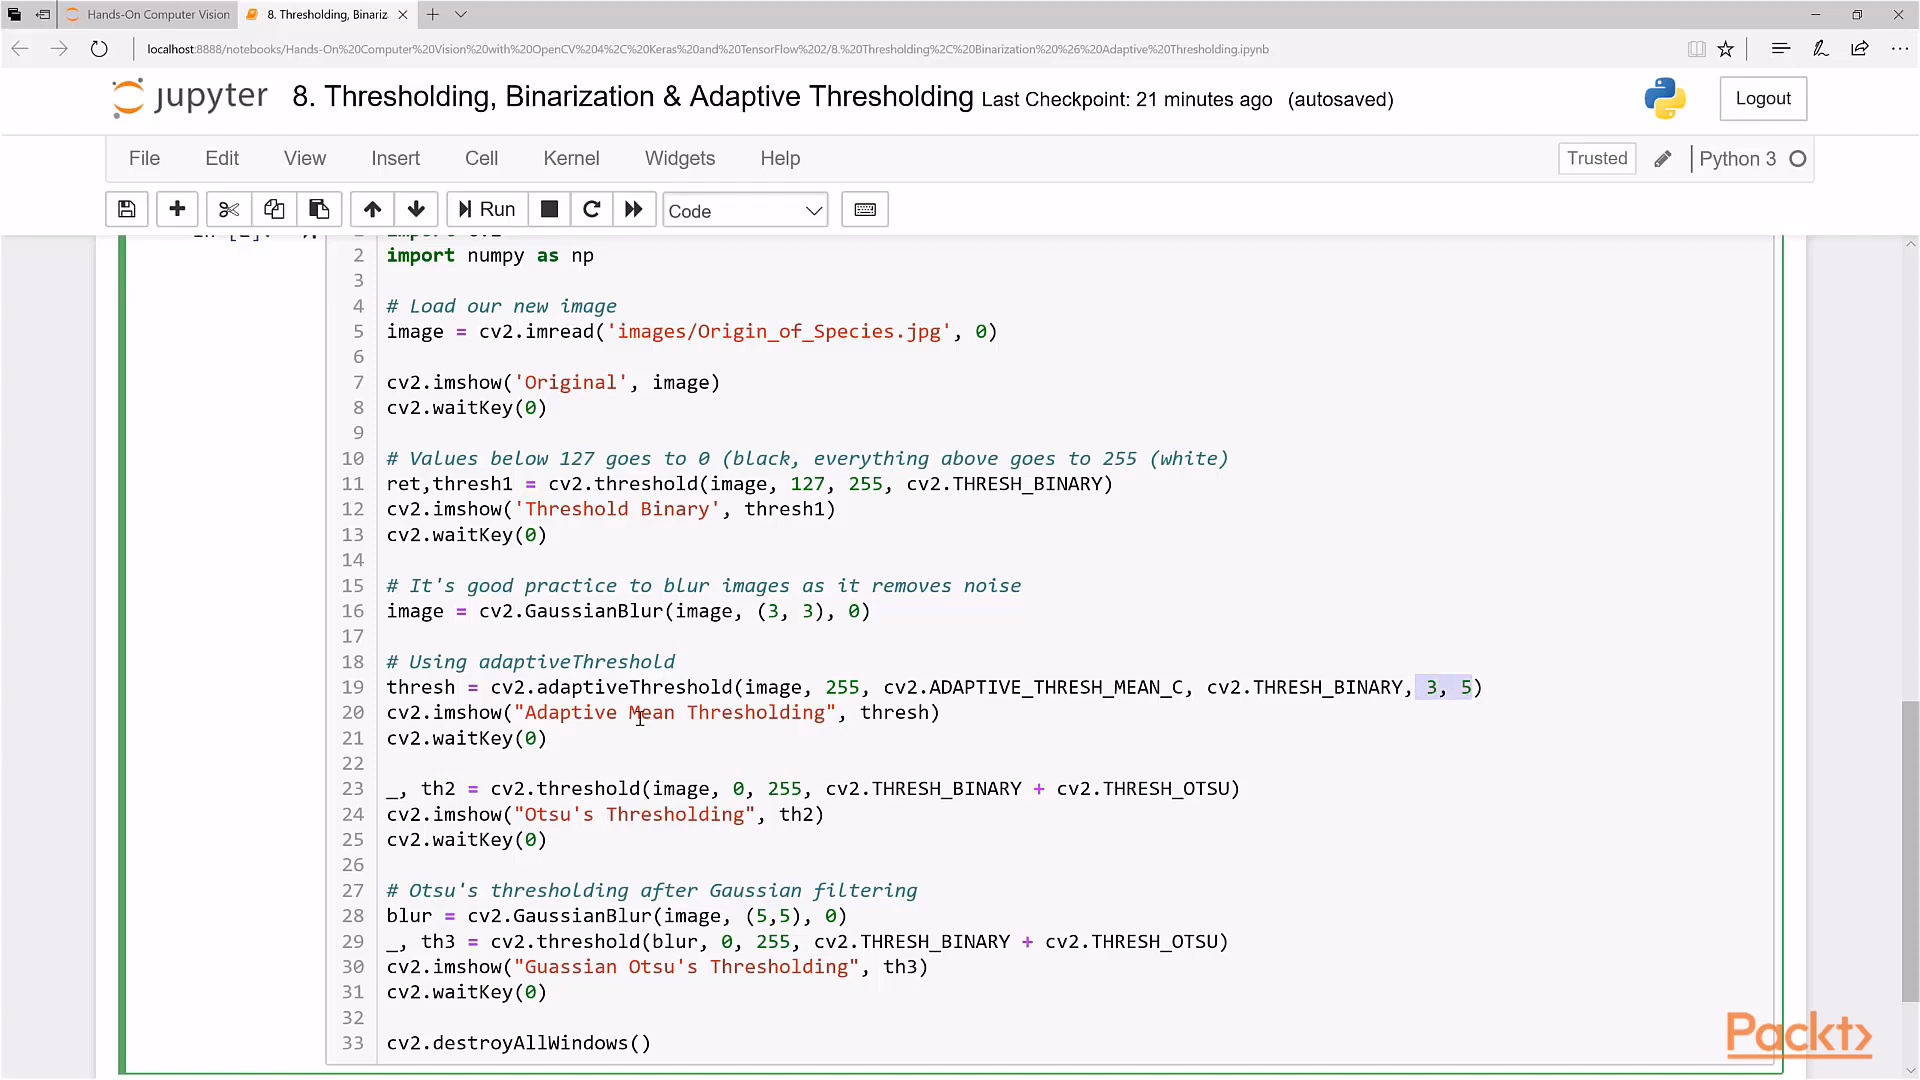 Hands-On Computer Vision
8. Thresholding, Binariz
localhost:8888/notebooks/Hands-On%20Computer%20Vision%20with%20OpenCV%204%2C%20Keras%20and%20TensorFlow%202/8.%20Thresholding%2C%20Binarization%20%26%20Adaptive%20Thresholding.ipynb
jupyter 8. Thresholding, Binarization & Adaptive Thresholding Last Checkpoint: 21 minutes ago (autosaved)
Logout
File Edit View Insert Cell Kernel Widgets Help
Trusted Python 3
Run Code
2 import numpy as np
3
4 # Load our new image
5 image = cv2.imread('images/Origin_of_Species.jpg', 0)
6
7 cv2.imshow('Original', image)
8 cv2.waitKey(0)
9
10 # Values below 127 goes to 0 (black, everything above goes to 255 (white)
11 ret,thresh1 = cv2.threshold(image, 127, 255, cv2.THRESH_BINARY)
12 cv2.imshow('Threshold Binary', thresh1)
13 cv2.waitKey(0)
14
15 # It's good practice to blur images as it removes noise
16 image = cv2.GaussianBlur(image, (3, 3), 0)
17
18 # Using adaptiveThreshold
19 thresh = cv2.adaptiveThreshold(image, 255, cv2.ADAPTIVE_THRESH_MEAN_C, cv2.THRESH_BINARY, 3, 5)
20 cv2.imshow("Adaptive Mean Thresholding", thresh)
21 cv2.waitKey(0)
22
23 _, th2 = cv2.threshold(image, 0, 255, cv2.THRESH_BINARY + cv2.THRESH_OTSU)
24 cv2.imshow("Otsu's Thresholding", th2)
25 cv2.waitKey(0)
26
27 # Otsu's thresholding after Gaussian filtering
28 blur = cv2.GaussianBlur(image, (5,5), 0)
29 _, th3 = cv2.threshold(blur, 0, 255, cv2.THRESH_BINARY + cv2.THRESH_OTSU)
30 cv2.imshow("Guassian Otsu's Thresholding", th3)
31 cv2.waitKey(0)
32
33 cv2.destroyAllWindows()
Packt>